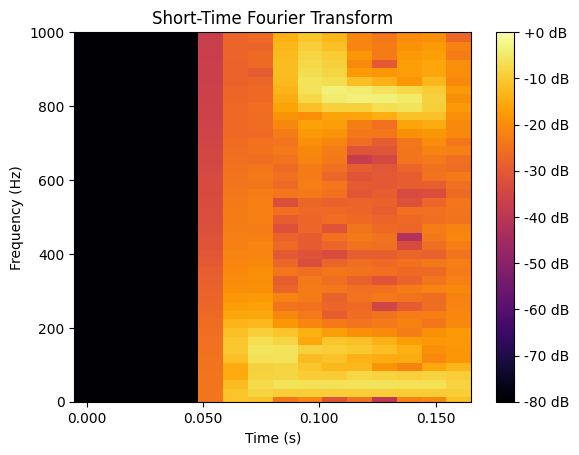 Short-Time Fourier Transform
1000
800
600
400
200
0
Frequency (Hz)
0.000
0.050
0.100
0.150
Time (s)
+0 dB
-10 dB
-20 dB
-30 dB
-40 dB
-50 dB
-60 dB
-70 dB
-80 dB